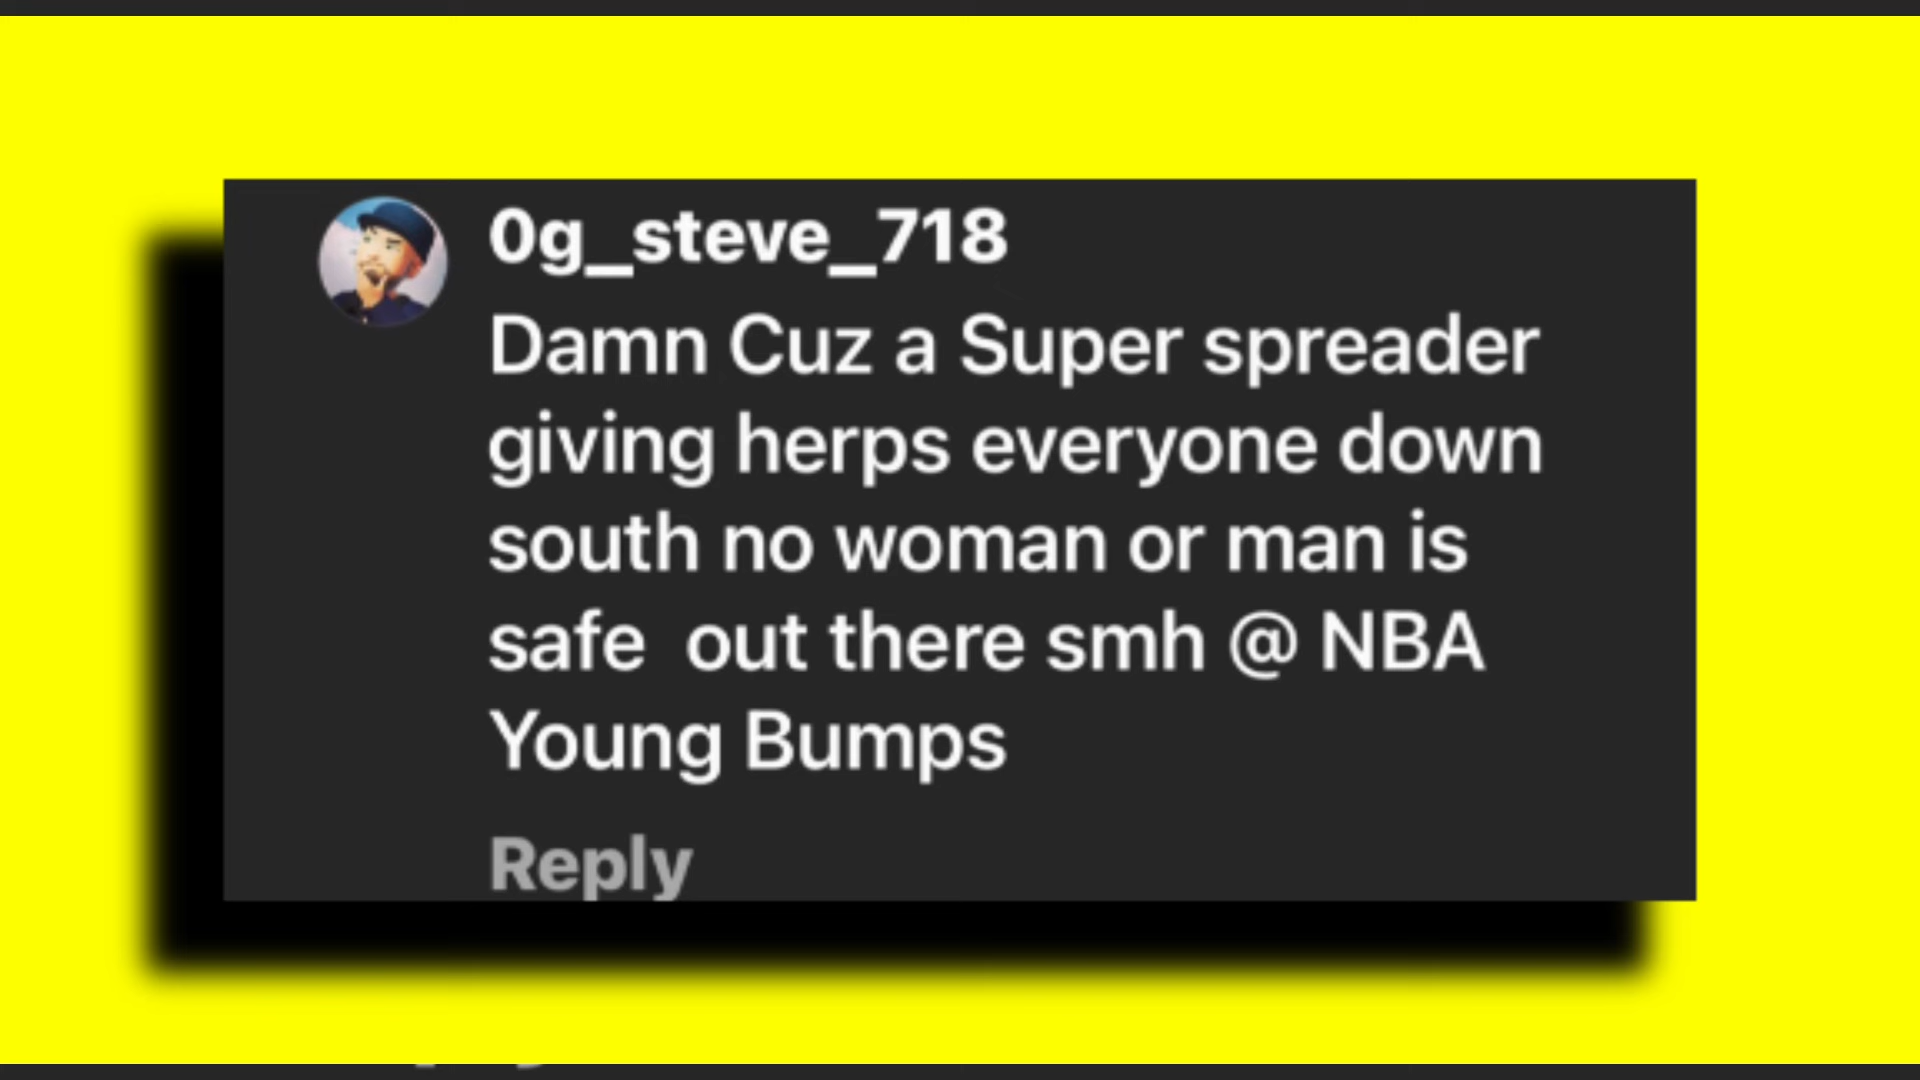 0g_steve_718
Damn Cuz a Super spreader
giving herps everyone down
south no woman or man is
safe  out there smh @ NBA
Young Bumps
Reply